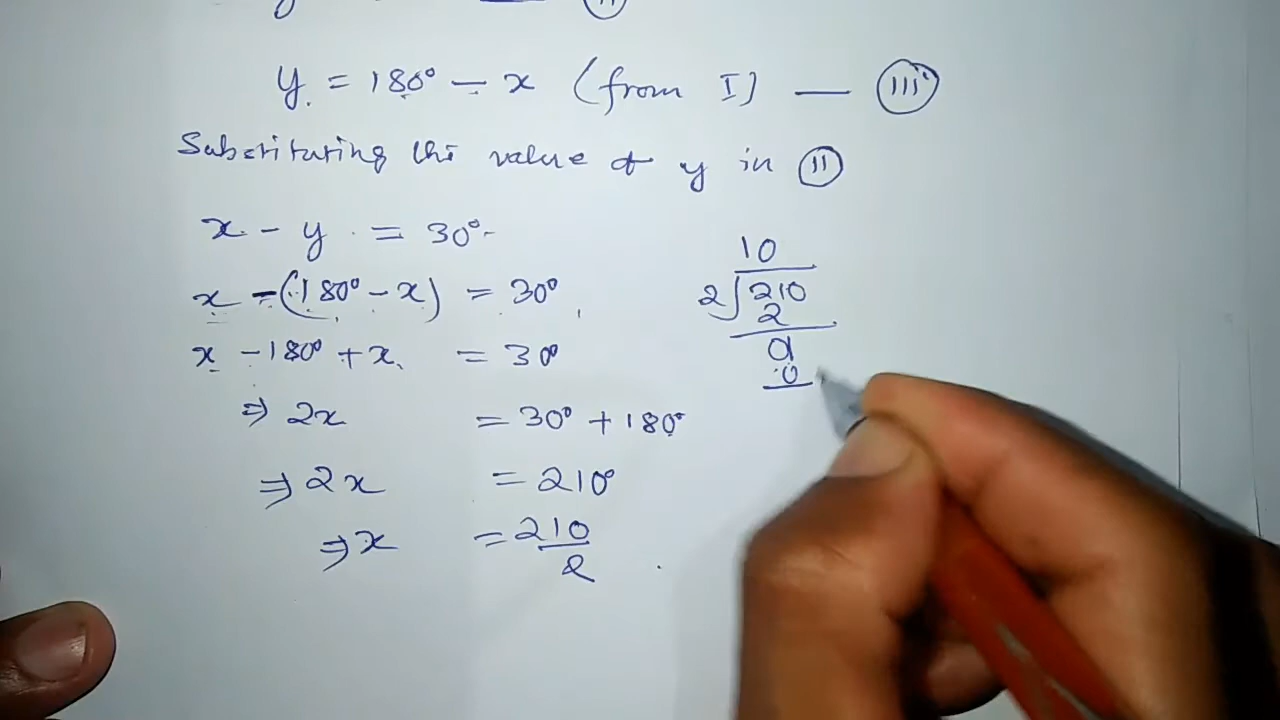 y = 180° - x (from I) — (III)
Substituting the value of y in (II)
x - y = 30°
x - (180° - x) = 30°
x - 180° + x = 30°
⇒ 2x = 30° + 180°
⇒ 2x = 210°
⇒ x = 210/2
10
2 210
2
0